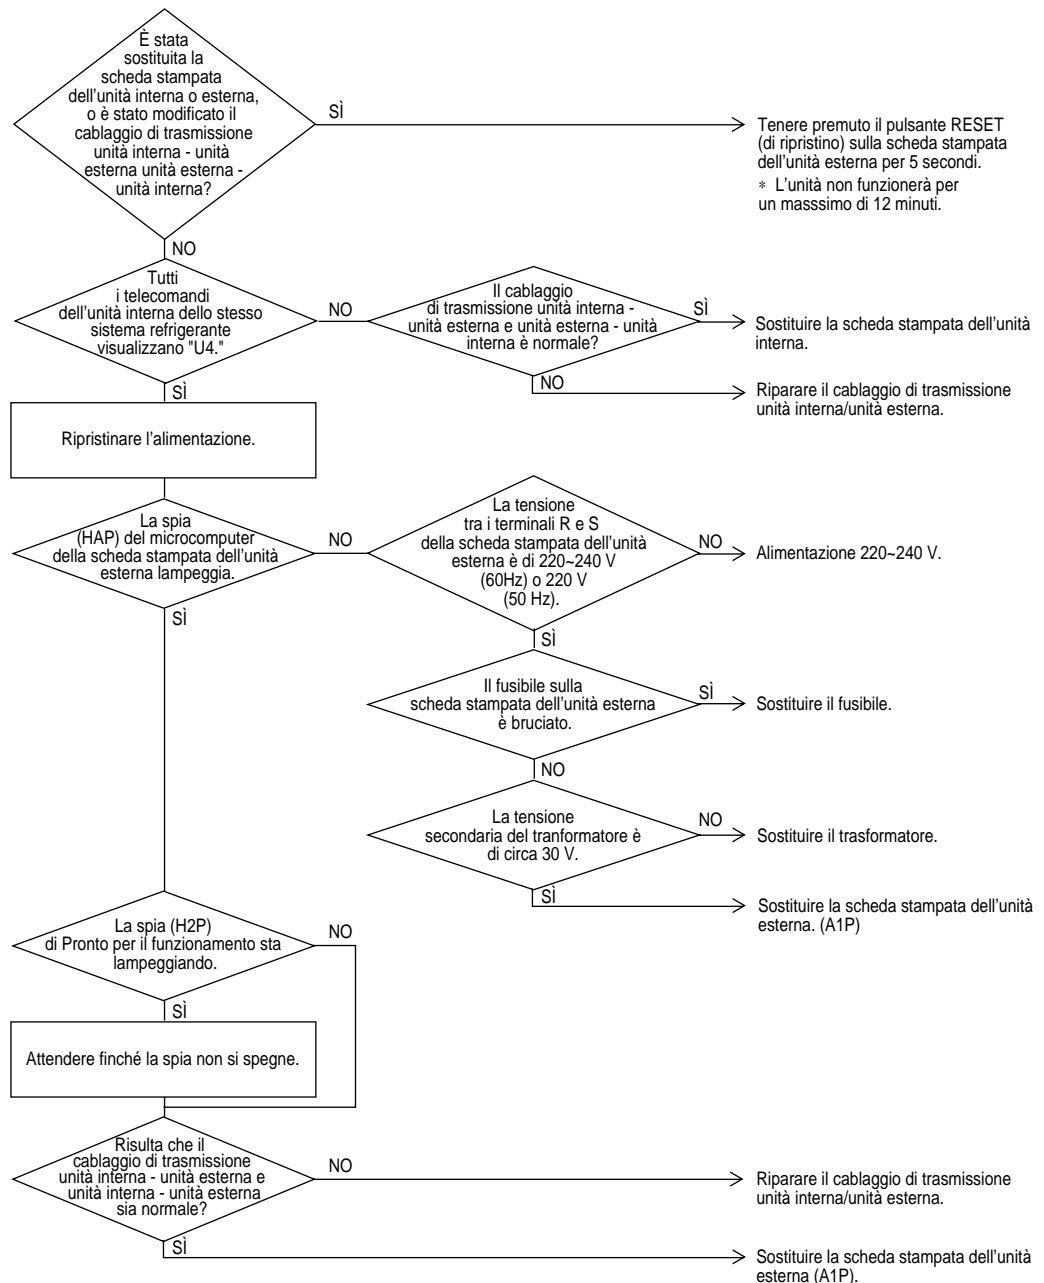 È stata
sostituita la
scheda stampata
dell'unità interna o esterna,
o è stato modificato il
cablaggio di trasmissione
unità interna - unità
esterna unità esterna -
unità interna?
SÌ
Tenere premuto il pulsante RESET
(di ripristino) sulla scheda stampata
dell'unità esterna per 5 secondi.
* L'unità non funzionerà per
un masssimo di 12 minuti.
NO
Tutti
i telecomandi
dell'unità interna dello stesso
sistema refrigerante
visualizzano "U4."
NO
Il cablaggio
di trasmissione unità interna -
unità esterna e unità esterna - unità
interna è normale?
SÌ
Sostituire la scheda stampata dell'unità
interna.
NO
Riparare il cablaggio di trasmissione
unità interna/unità esterna.
SÌ
Ripristinare l'alimentazione.
La spia
(HAP) del microcomputer
della scheda stampata dell'unità
esterna lampeggia.
NO
La tensione
tra i terminali R e S
della scheda stampata dell'unità
esterna è di 220~240 V
(60Hz) o 220 V
(50 Hz).
NO
Alimentazione 220~240 V.
SÌ
SÌ
Il fusibile sulla
scheda stampata dell'unità esterna
è bruciato.
SÌ
Sostituire il fusibile.
NO
La tensione
secondaria del tranformatore è
di circa 30 V.
NO
Sostituire il trasformatore.
SÌ
Sostituire la scheda stampata dell'unità
esterna. (A1P)
La spia (H2P)
di Pronto per il funzionamento sta
lampeggiando.
NO
SÌ
Attendere finché la spia non si spegne.
Risulta che il
cablaggio di trasmissione
unità interna - unità esterna e
unità interna - unità esterna
sia normale?
NO
Riparare il cablaggio di trasmissione
unità interna/unità esterna.
SÌ
Sostituire la scheda stampata dell'unità
esterna (A1P).